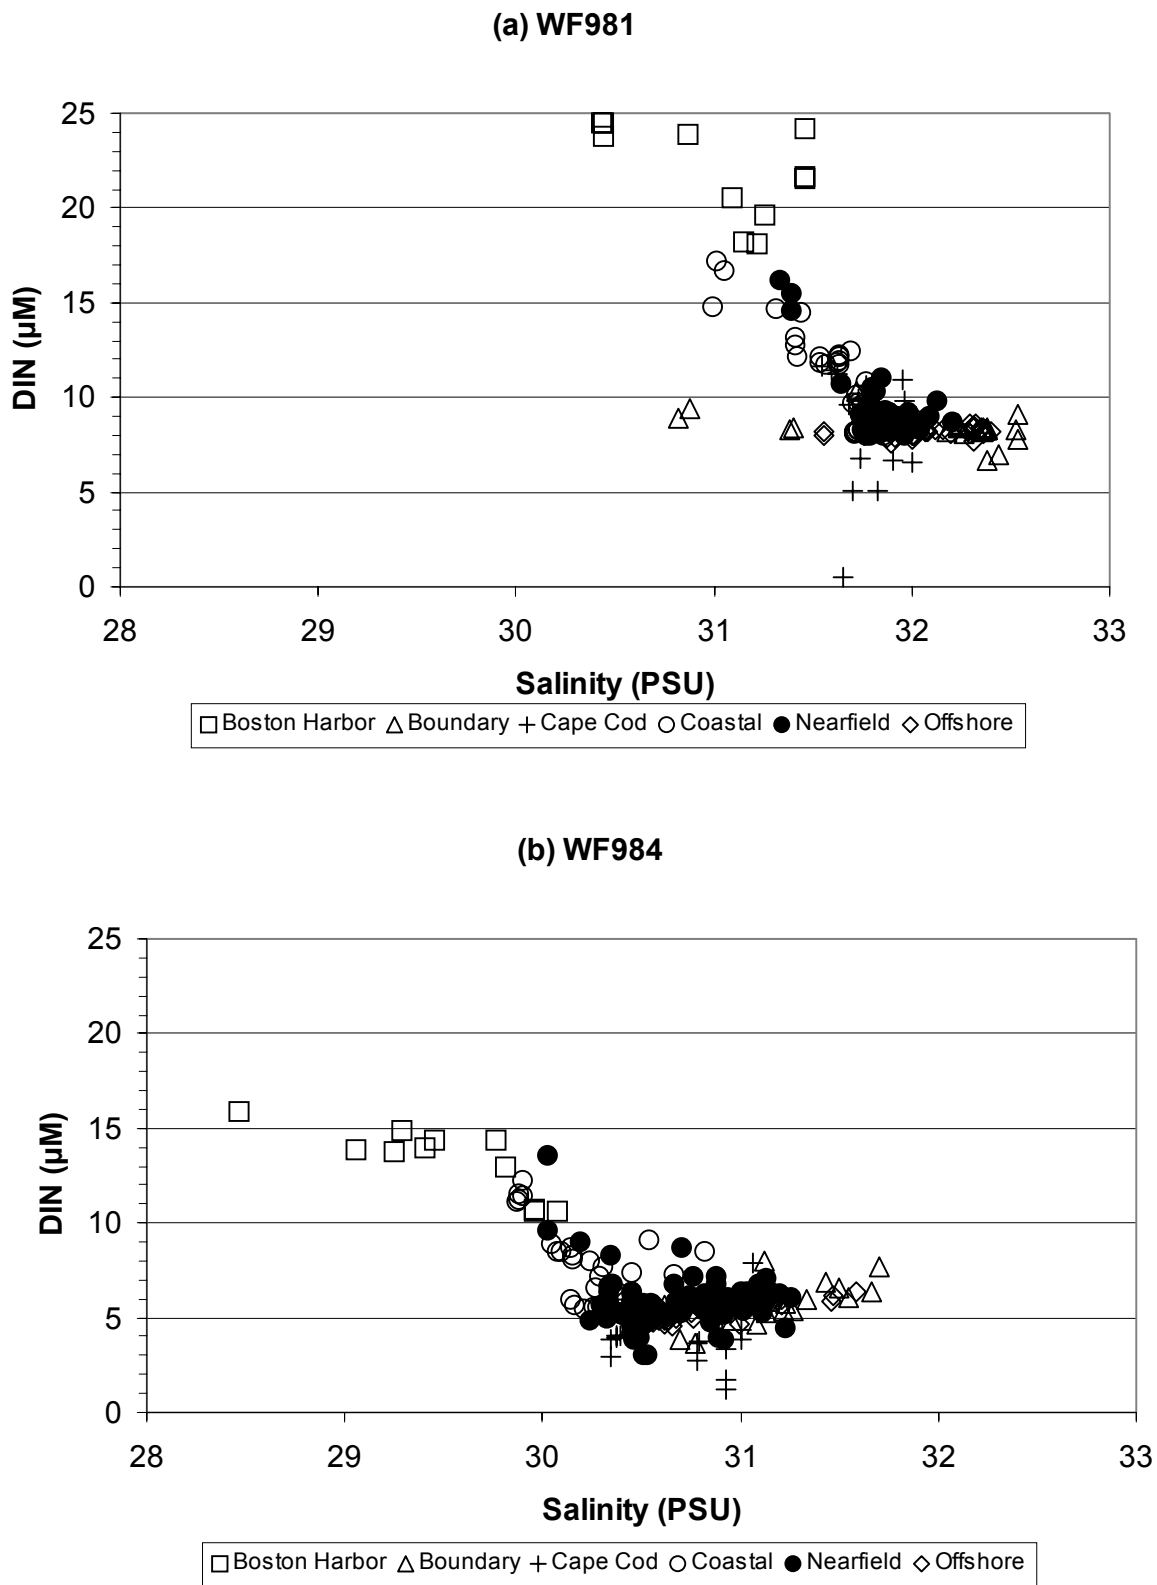 (a) WF981
25
20
15
10
5
0
DIN (µM)
28 29 30 31 32 33
Salinity (PSU)
Boston Harbor Boundary Cape Cod Coastal Nearfield Offshore
(b) WF984
25
20
15
10
5
0
DIN (µM)
28 29 30 31 32 33
Salinity (PSU)
Boston Harbor Boundary Cape Cod Coastal Nearfield Offshore